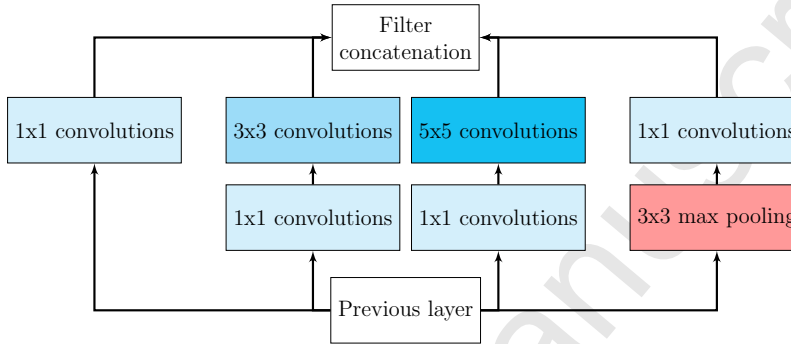 Filter
concatenation
1x1 convolutions
3x3 convolutions
5x5 convolutions
1x1 convolutions
1x1 convolutions
1x1 convolutions
3x3 max pooling
Previous layer